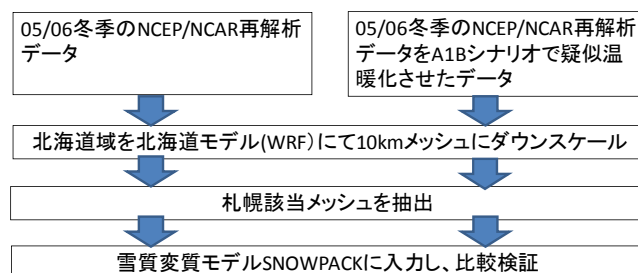 05/06冬季のNCEP/NCAR再解析
データ
05/06冬季のNCEP/NCAR再解析
データをA1Bシナリオで疑似温
暖化させたデータ
北海道域を北海道モデル(WRF)にて10kmメッシュにダウンスケール
札幌該当メッシュを抽出
雪質変質モデルSNOWPACKに入力し、比較検証